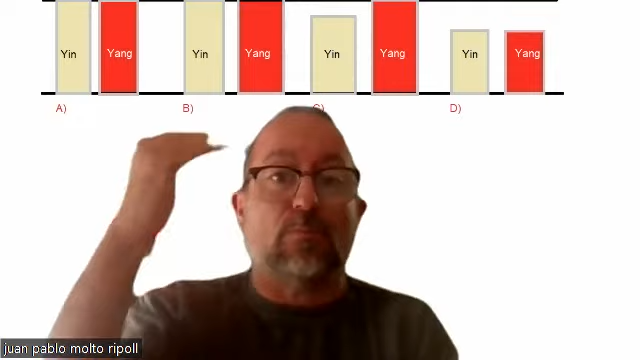 Yin Yang Yin Yang Yin Yang Yin Yang
A) B) C) D)
juan pablo molto ripoll